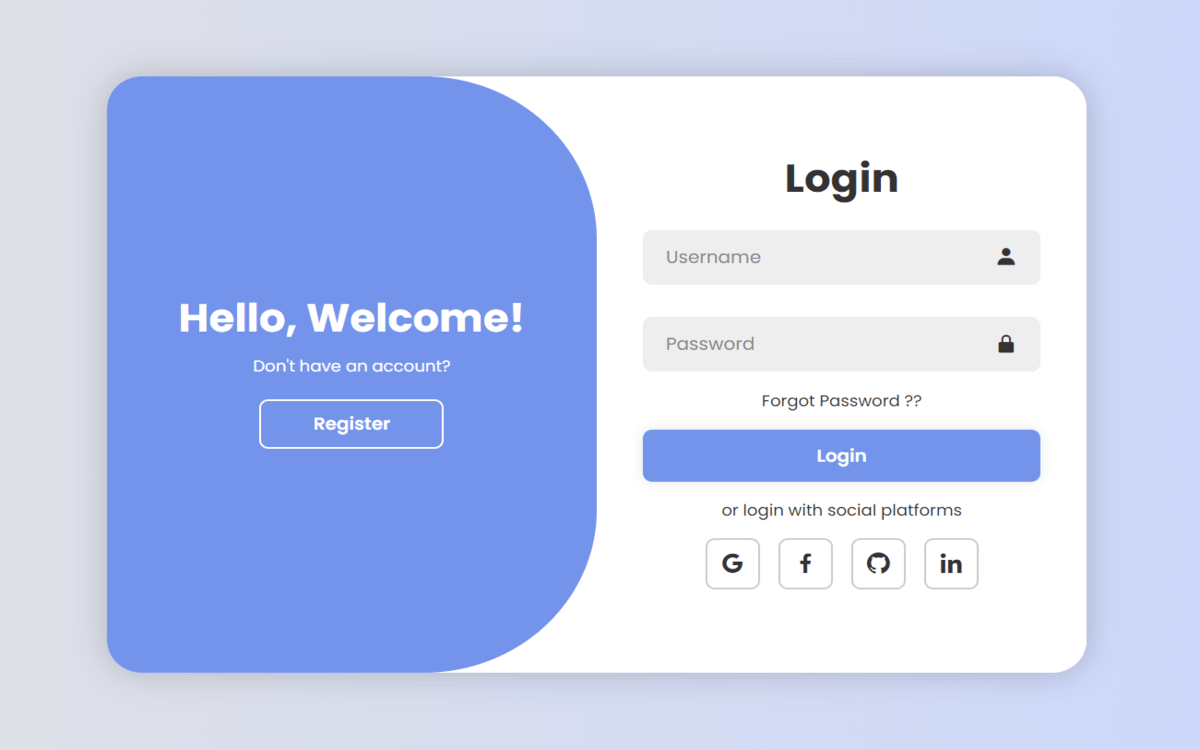 Hello, Welcome!
Don't have an account?
Register
Login
Username
Password
Forgot Password ??
Login
or login with social platforms
G
f
in